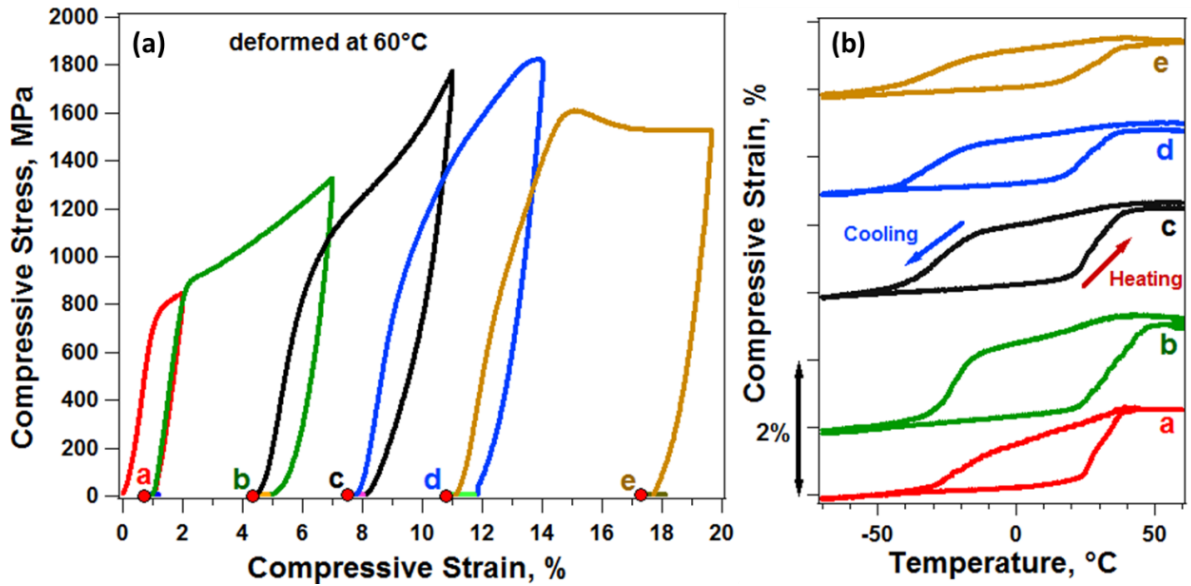 (a)
deformed at 60°C
Compressive Stress, MPa
2000
1800
1600
1400
1200
1000
800
600
400
200
0
a
b
c
d
e
0 2 4 6 8 10 12 14 16 18 20
Compressive Strain, %
(b)
Compressive Strain, %
e
d
c
Cooling
Heating
b
2%
a
-50 0 50
Temperature, °C